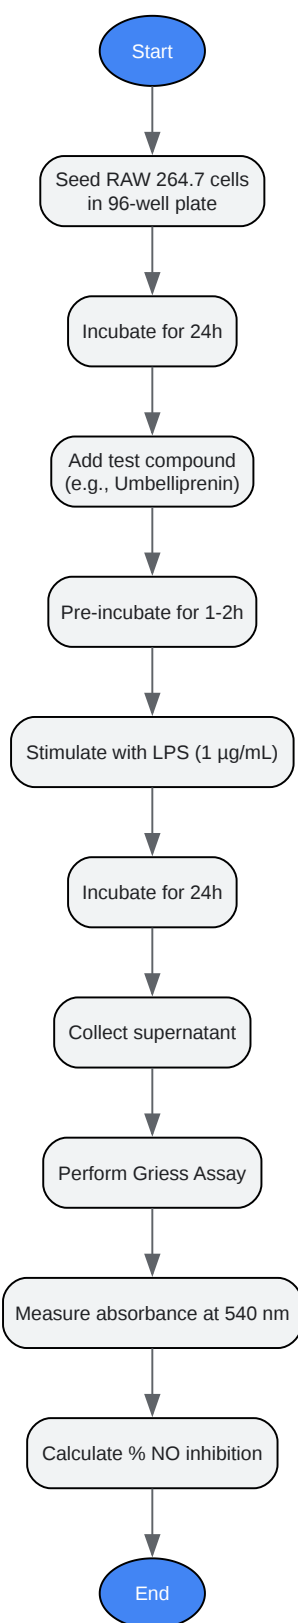 Start
Seed RAW 264.7 cells
in 96-well plate
Incubate for 24h
Add test compound
(e.g., Umbelliprenin)
Pre-incubate for 1-2h
Stimulate with LPS (1 µg/mL)
Incubate for 24h
Collect supernatant
Perform Griess Assay
Measure absorbance at 540 nm
Calculate % NO inhibition
End